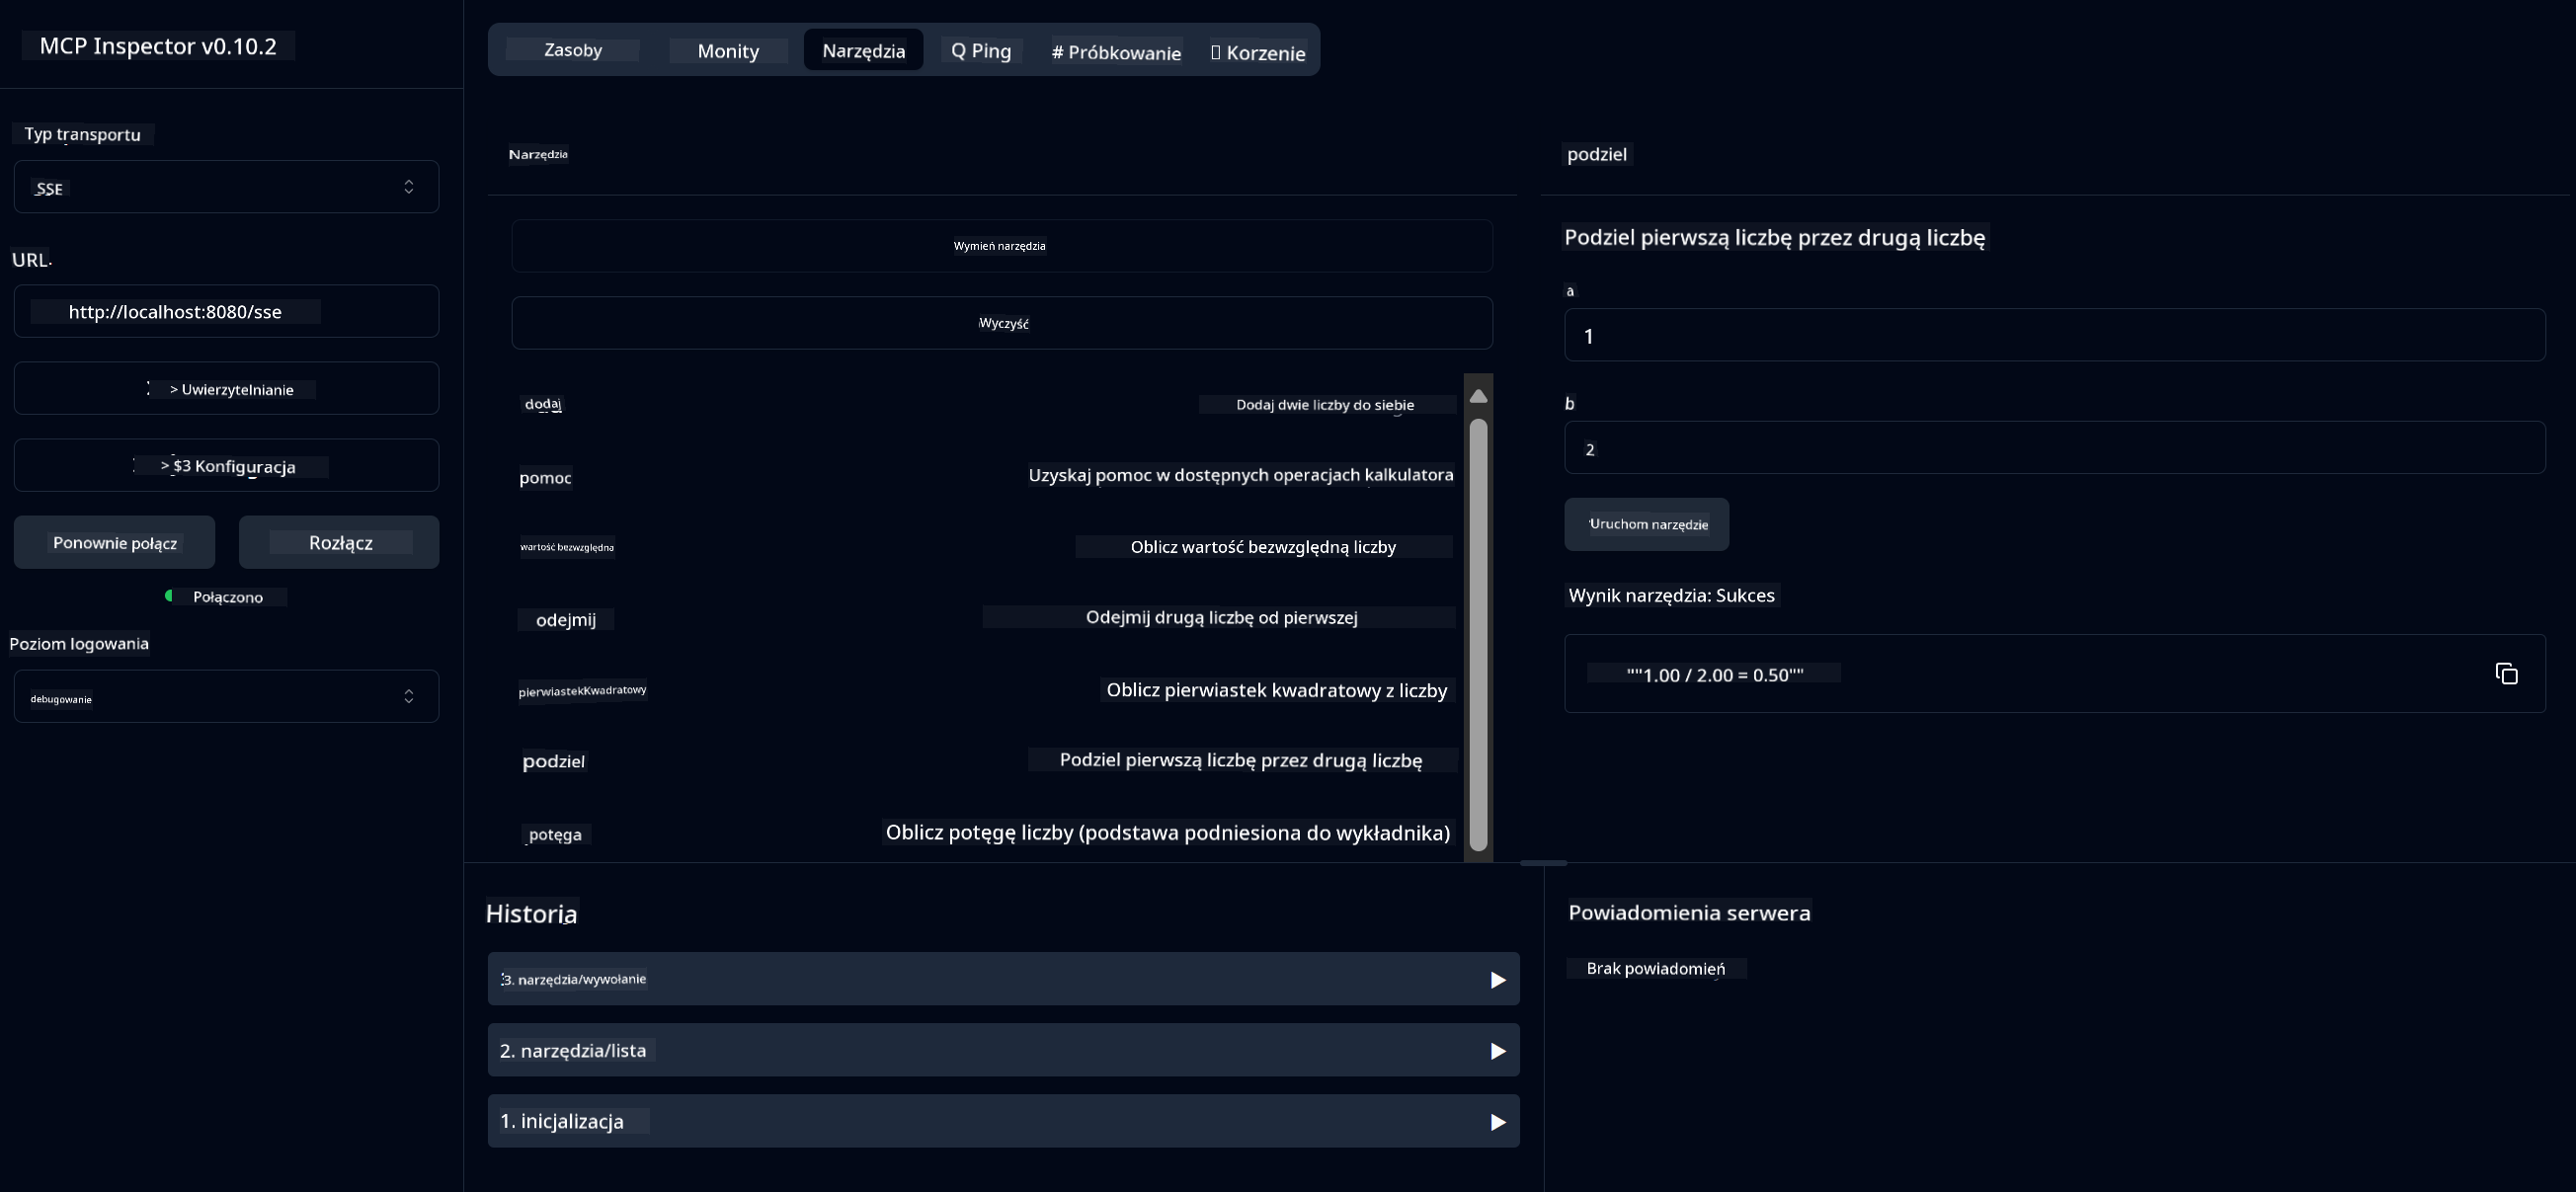 MCP Inspector v0.10.2
Typ transportu
SSE
URL
http://localhost:8080/sse
> Uwierzytelnianie
> $3 Konfiguracja
Ponownie połącz
Rozłącz
Połączono
Poziom logowania
debugowanie
Zasoby
Monity
Narzędzia
Q Ping
# Próbkowanie
Korzenie
Narzędzia
Wymień narzędzia
Wyczyść
dodaj Dodaj dwie liczby do siebie
pomoc Uzyskaj pomoc w dostępnych operacjach kalkulatora
wartość bezwzględna Oblicz wartość bezwzględną liczby
odejmij Odejmij drugą liczbę od pierwszej
pierwiastekKwadratowy Oblicz pierwiastek kwadratowy z liczby
podziel Podziel pierwszą liczbę przez drugą liczbę
potęga Oblicz potęgę liczby (podstawa podniesiona do wykładnika)
podziel
Podziel pierwszą liczbę przez drugą liczbę
a
1
b
2
Uruchom narzędzie
Wynik narzędzia: Sukces
""1.00 / 2.00 = 0.50""
Historia
3. narzędzia/wywołanie
2. narzędzia/lista
1. inicjalizacja
Powiadomienia serwera
Brak powiadomień